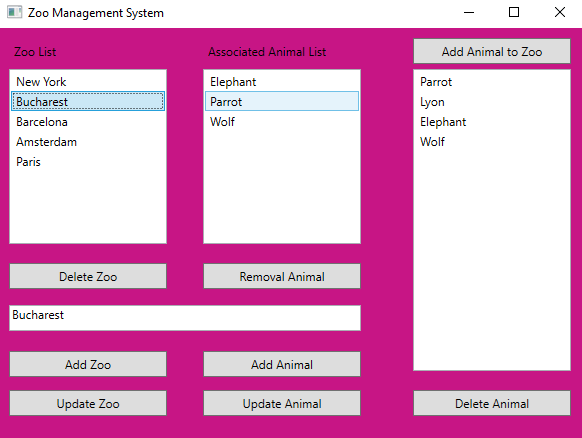 Zoo Management System
Zoo List
Associated Animal List
Add Animal to Zoo
New York
Bucharest
Barcelona
Amsterdam
Paris
Elephant
Parrot
Wolf
Parrot
Lyon
Elephant
Wolf
Delete Zoo
Removal Animal
Bucharest
Add Zoo
Add Animal
Update Zoo
Update Animal
Delete Animal